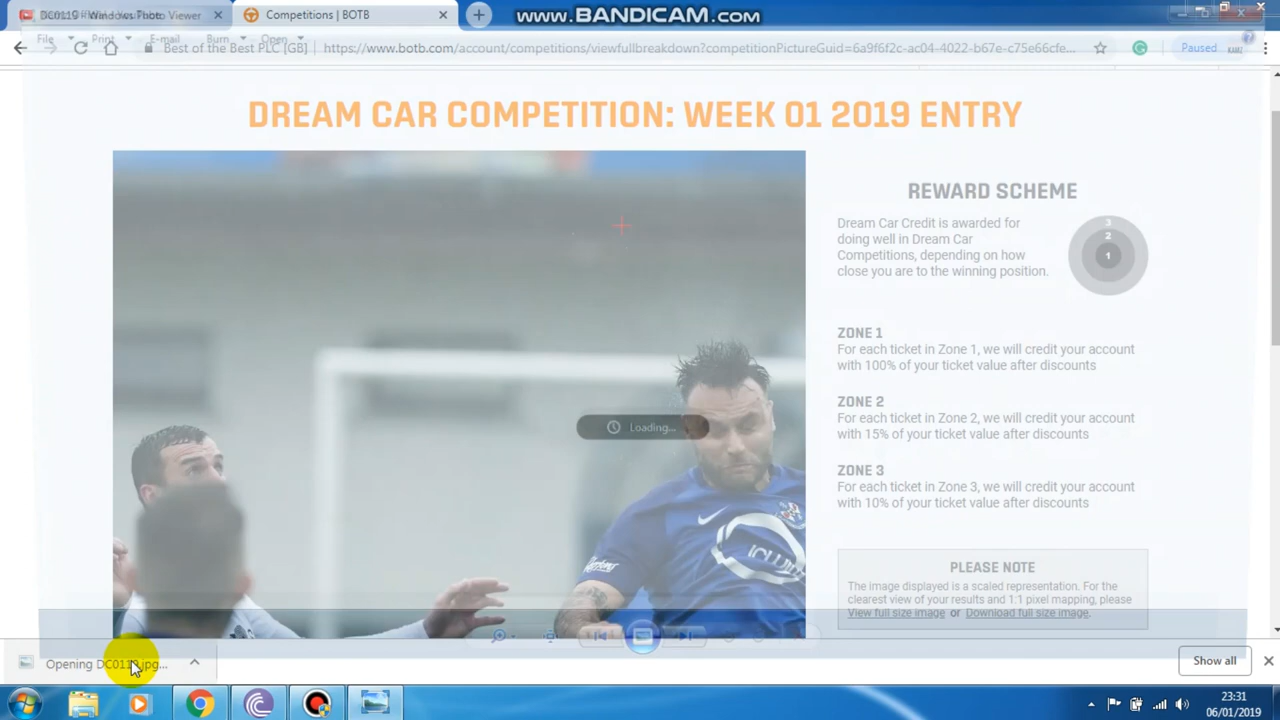 DC0119 - Windows Photo Viewer
Competitions | BOTB
www.BANDICAM.com
File Print E-mail Burn Open
Best of the Best PLC [GB] https://www.botb.com/account/competitions/viewfullbreakdown?competitionPictureGuid=6a9f6f2c-ac04-4022-b67e-c75e66cfe...
Paused
DREAM CAR COMPETITION: WEEK 01 2019 ENTRY
REWARD SCHEME
Dream Car Credit is awarded for
doing well in Dream Car
Competitions, depending on how
close you are to the winning position.
3
2
1
ZONE 1
For each ticket in Zone 1, we will credit your account
with 100% of your ticket value after discounts
ZONE 2
For each ticket in Zone 2, we will credit your account
with 15% of your ticket value after discounts
ZONE 3
For each ticket in Zone 3, we will credit your account
with 10% of your ticket value after discounts
Loading...
PLEASE NOTE
The image displayed is a scaled representation. For the
clearest view of your results and 1:1 pixel mapping, please
View full size image or Download full size image.
Opening DC0119.jpg...
Show all
23:31
06/01/2019